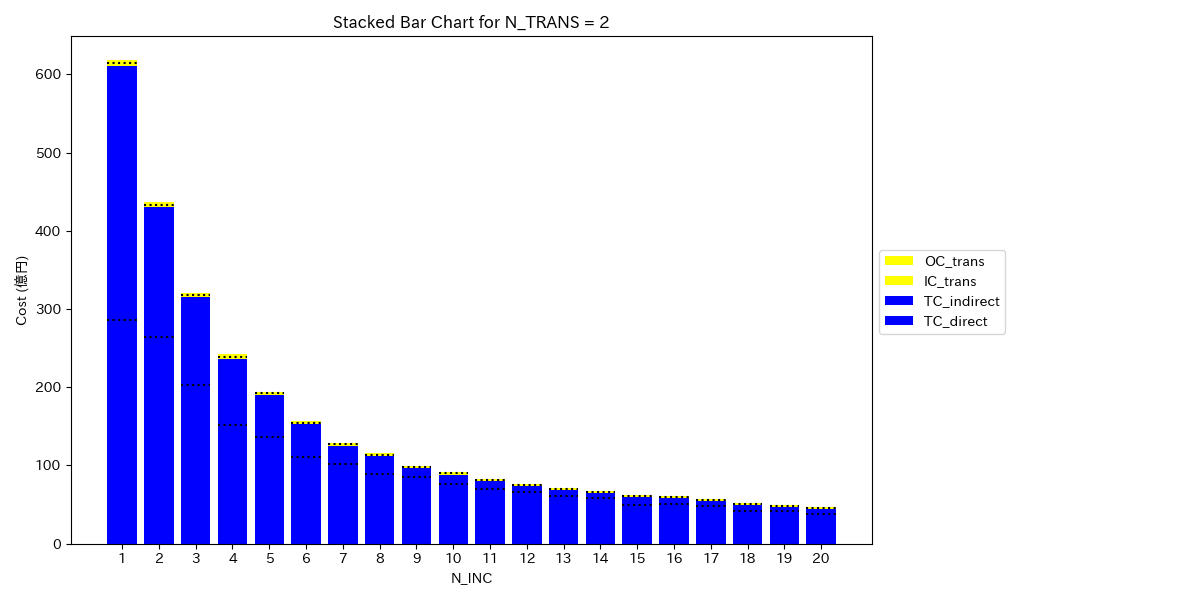 Stacked Bar Chart for N_TRANS = 2
Cost (億円)
600
500
400
300
200
100
0
1 2 3 4 5 6 7 8 9 10 11 12 13 14 15 16 17 18 19 20
N_INC
OC_trans
IC_trans
TC_indirect
TC_direct